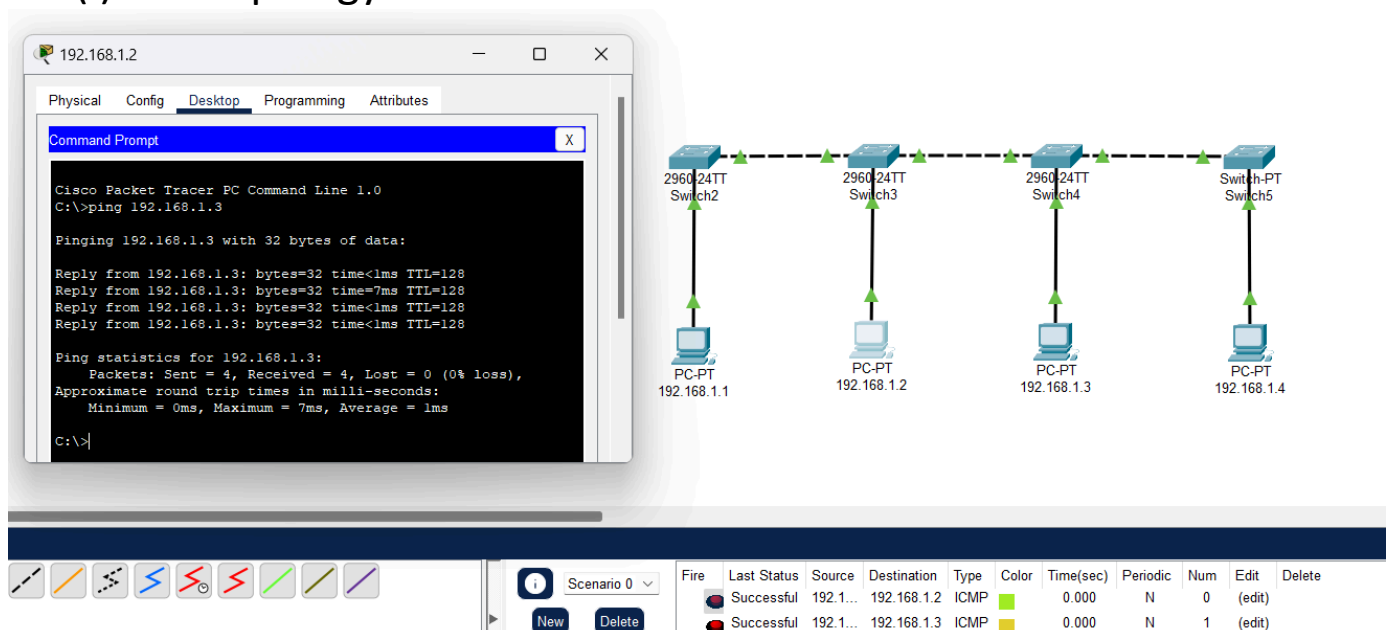 192.168.1.2
Physical Config Desktop Programming Attributes
Command Prompt X
Cisco Packet Tracer PC Command Line 1.0
C:\>ping 192.168.1.3
Pinging 192.168.1.3 with 32 bytes of data:
Reply from 192.168.1.3: bytes=32 time<1ms TTL=128
Reply from 192.168.1.3: bytes=32 time=7ms TTL=128
Reply from 192.168.1.3: bytes=32 time<1ms TTL=128
Reply from 192.168.1.3: bytes=32 time<1ms TTL=128
Ping statistics for 192.168.1.3:
Packets: Sent = 4, Received = 4, Lost = 0 (0% loss),
Approximate round trip times in milli-seconds:
Minimum = 0ms, Maximum = 7ms, Average = 1ms
C:\>
2960-24TT
Switch2
2960-24TT
Switch3
2960-24TT
Switch4
Switch-PT
Switch5
PC-PT
192.168.1.1
PC-PT
192.168.1.2
PC-PT
192.168.1.3
PC-PT
192.168.1.4
Scenario 0
New Delete
Fire Last Status Source Destination Type Color Time(sec) Periodic Num Edit Delete
Successful 192.1... 192.168.1.2 ICMP 0.000 N 0 (edit)
Successful 192.1... 192.168.1.3 ICMP 0.000 N 1 (edit)